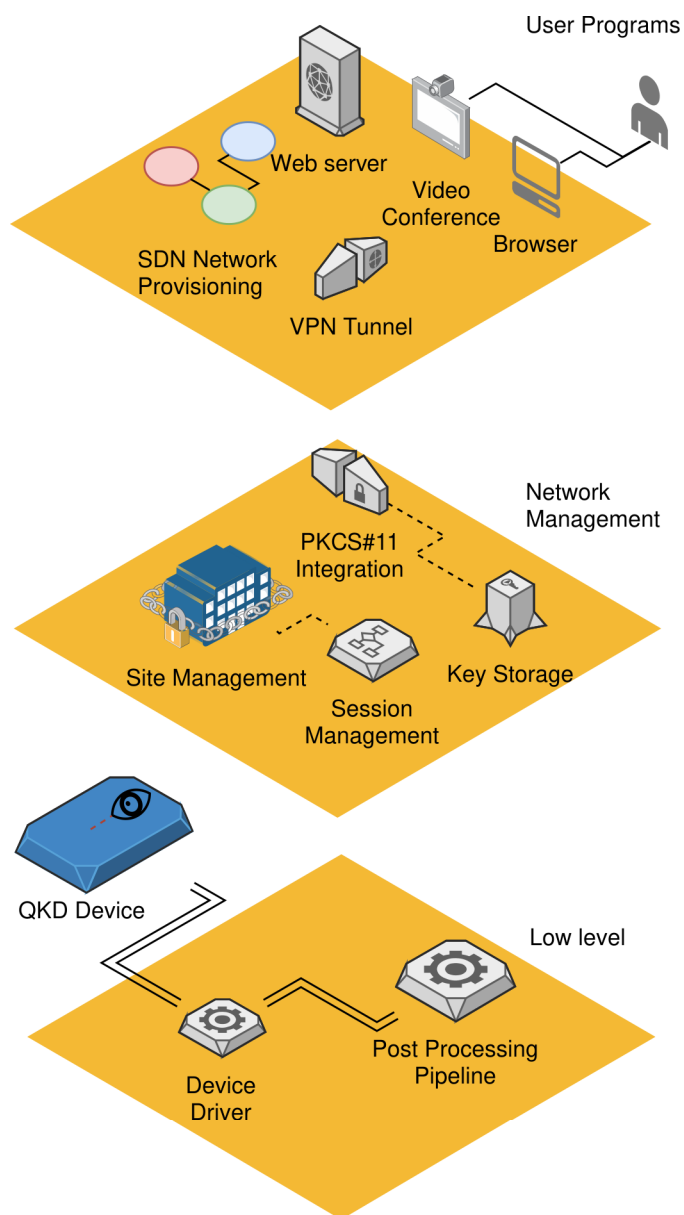 User Programs
Web server
Video
Conference
Browser
SDN Network
Provisioning
VPN Tunnel
Network
Management
PKCS#11
Integration
Site Management
Key Storage
Session
Management
QKD Device
Low level
Post Processing
Pipeline
Device
Driver